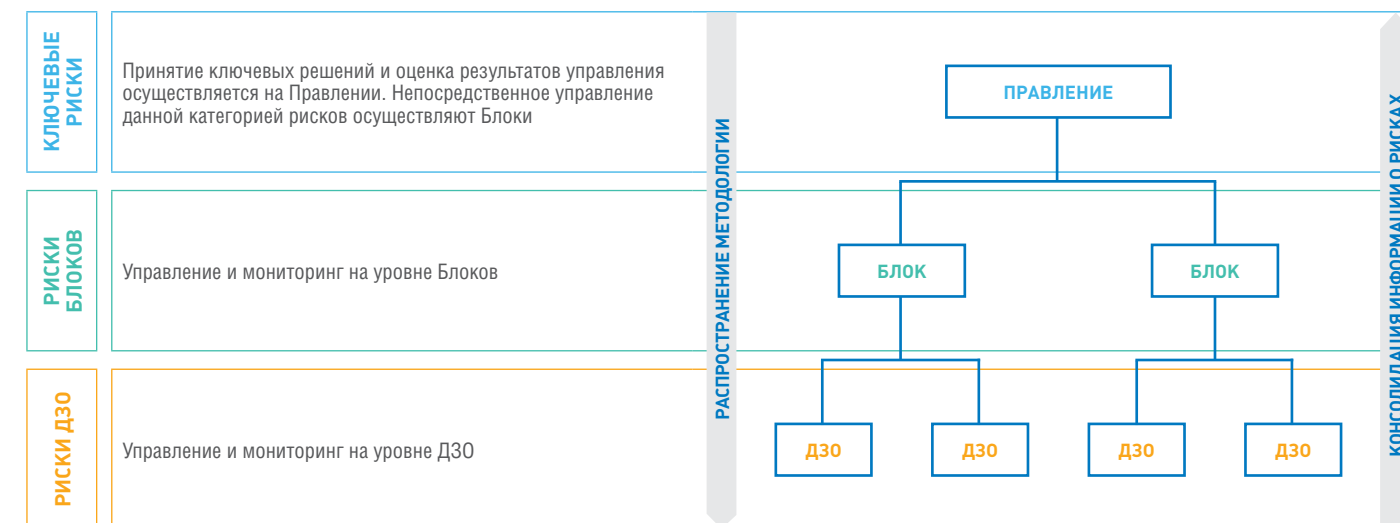 КЛЮЧЕВЫЕ
РИСКИ
Принятие ключевых решений и оценка результатов управления
осуществляется на Правлении. Непосредственное управление
данной категорией рисков осуществляют Блоки
РИСКИ
БЛОКОВ
Управление и мониторинг на уровне Блоков
РИСКИ ДЗО
Управление и мониторинг на уровне ДЗО
РАСПРОСТРАНЕНИЕ МЕТОДОЛОГИИ
ПРАВЛЕНИЕ
БЛОК
БЛОК
ДЗО
ДЗО
ДЗО
ДЗО
КОНСОЛИДАЦИЯ ИНФОРМАЦИИ О РИСКАХ